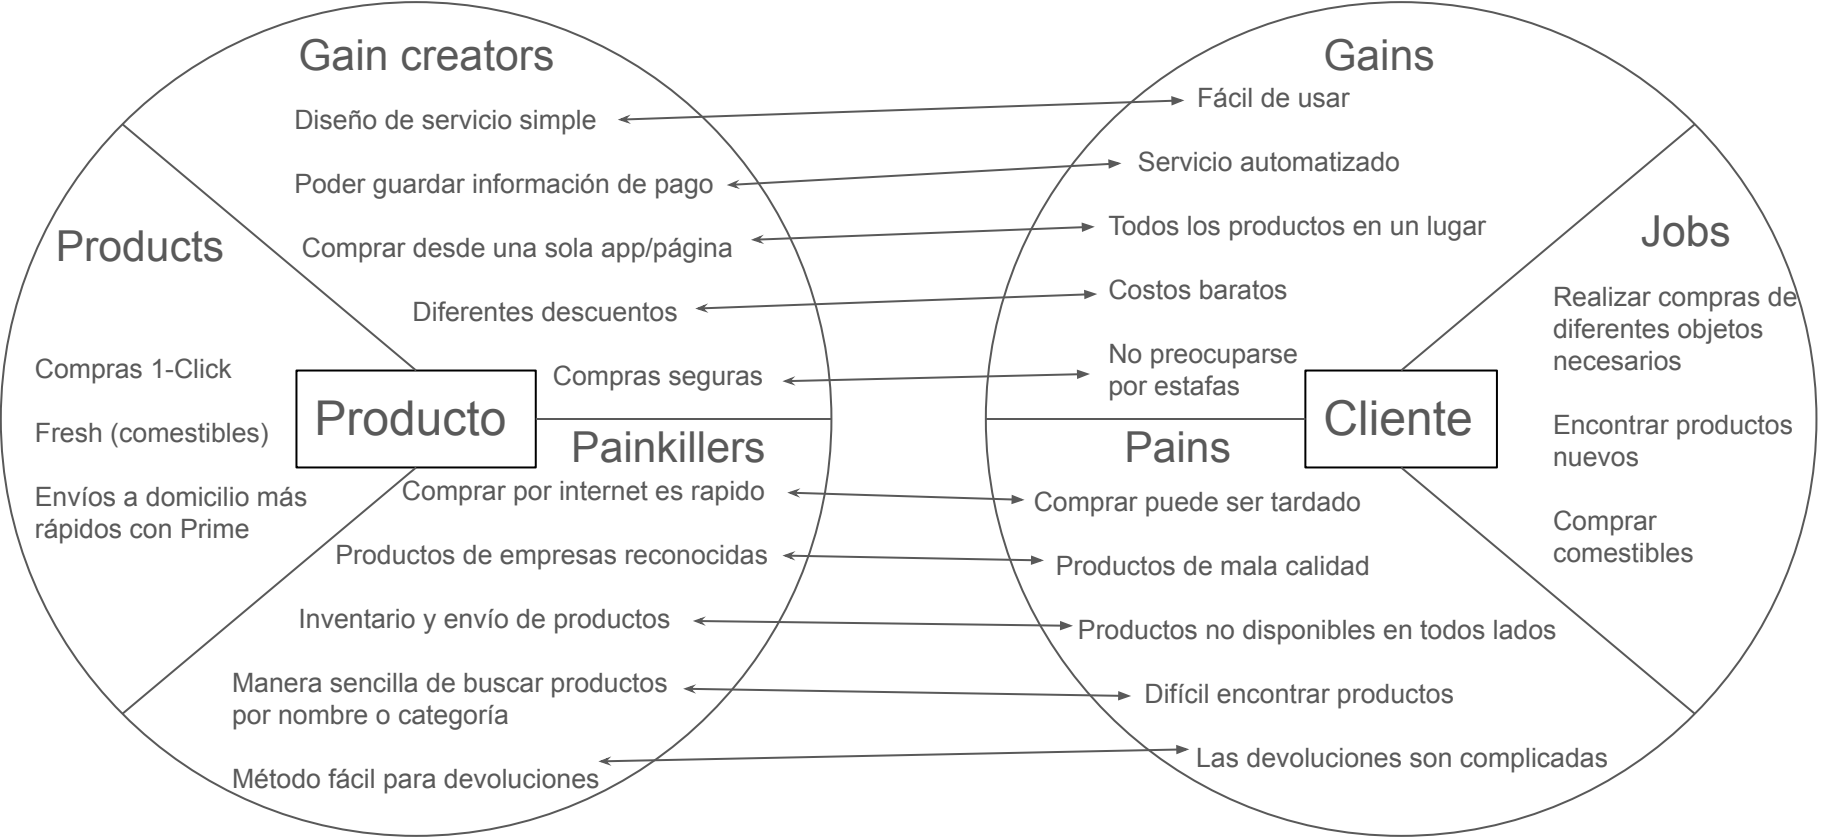 Gain creators
Diseño de servicio simple
Poder guardar información de pago
Comprar desde una sola app/página
Diferentes descuentos
Compras seguras
Products
Compras 1-Click
Fresh (comestibles)
Envíos a domicilio más
rápidos con Prime
Producto
Painkillers
Comprar por internet es rapido
Productos de empresas reconocidas
Inventario y envío de productos
Manera sencilla de buscar productos
por nombre o categoría
Método fácil para devoluciones
Gains
Fácil de usar
Servicio automatizado
Todos los productos en un lugar
Costos baratos
No preocuparse
por estafas
Cliente
Jobs
Realizar compras de
diferentes objetos
necesarios
Encontrar productos
nuevos
Comprar
comestibles
Pains
Comprar puede ser tardado
Productos de mala calidad
Productos no disponibles en todos lados
Difícil encontrar productos
Las devoluciones son complicadas